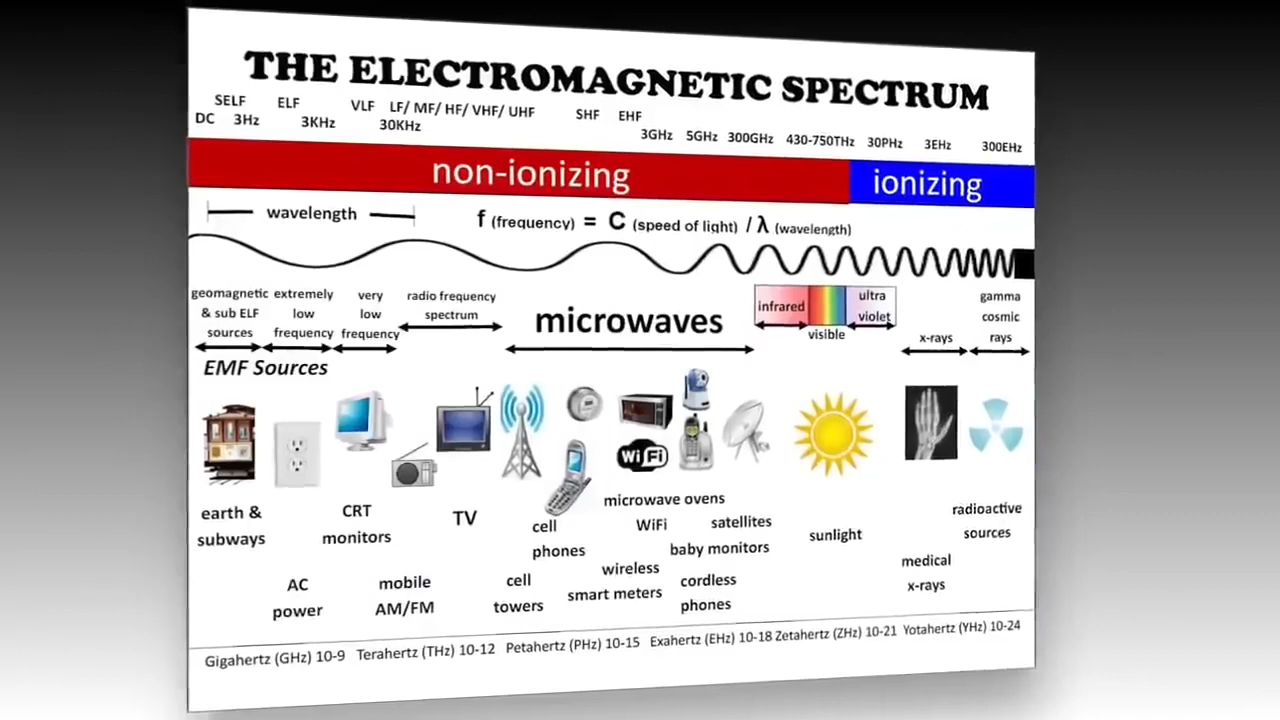 THE ELECTROMAGNETIC SPECTRUM
SELF ELF VLF LF/ MF/ HF/ VHF/ UHF SHF EHF
DC 3Hz 3KHz 30KHz 3GHz 5GHz 300GHz 430-750THz 30PHz 3EHz 300EHz
non-ionizing ionizing
wavelength f (frequency) = C (speed of light) / λ (wavelength)
geomagnetic
& sub ELF
sources
extremely
low
frequency
very
low
frequency
radio frequency
spectrum
microwaves
infrared
visible
ultra
violet
x-rays
gamma
cosmic
rays
EMF Sources
WiFi
earth &
subways
AC
power
CRT
monitors
mobile
AM/FM
TV
cell
phones
cell
towers
microwave ovens
WiFi
satellites
baby monitors
wireless
smart meters
cordless
phones
sunlight
medical
x-rays
radioactive
sources
Gigahertz (GHz) 10-9 Terahertz (THz) 10-12 Petahertz (PHz) 10-15 Exahertz (EHz) 10-18 Zetahertz (ZHz) 10-21 Yotahertz (YHz) 10-24